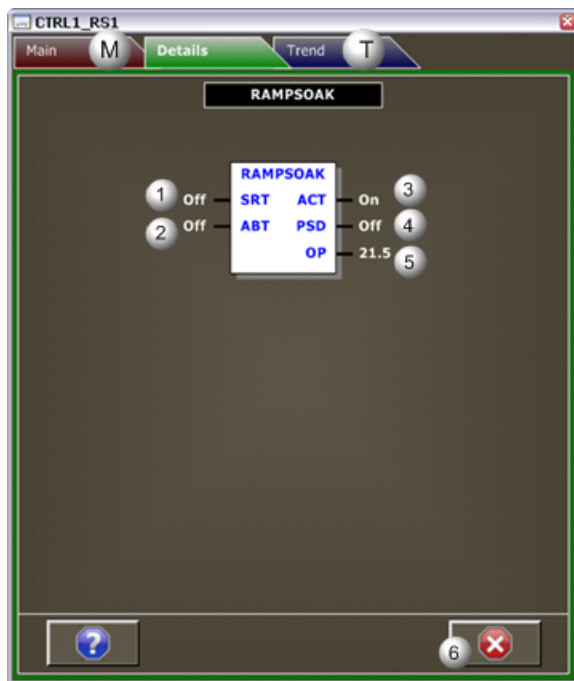 CTRL1_RS1
Main M Details Trend T
RAMPSOAK
RAMPSOAK
1 Off SRT ACT On 3
2 Off ABT PSD Off 4
OP 21.5 5
?
6